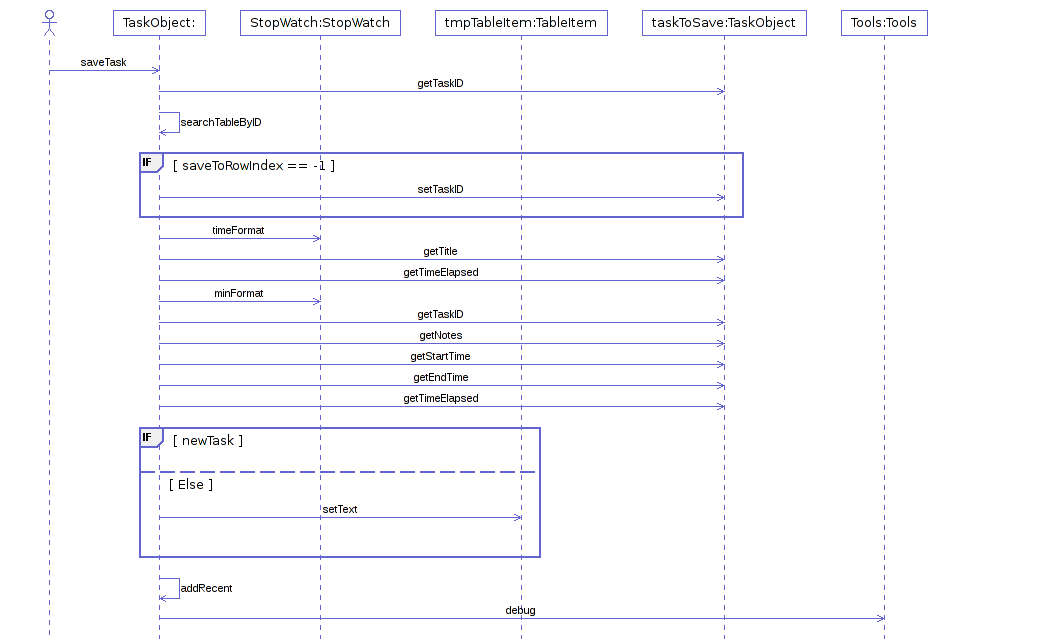 TaskObject:
StopWatch:StopWatch
tmpTableItem:TableItem
taskToSave:TaskObject
Tools:Tools
saveTask
getTaskID
searchTableByID
IF
[ saveToRowIndex == -1 ]
setTaskID
timeFormat
getTitle
getTimeElapsed
minFormat
getTaskID
getNotes
getStartTime
getEndTime
getTimeElapsed
IF
[ newTask ]
[ Else ]
setText
addRecent
debug